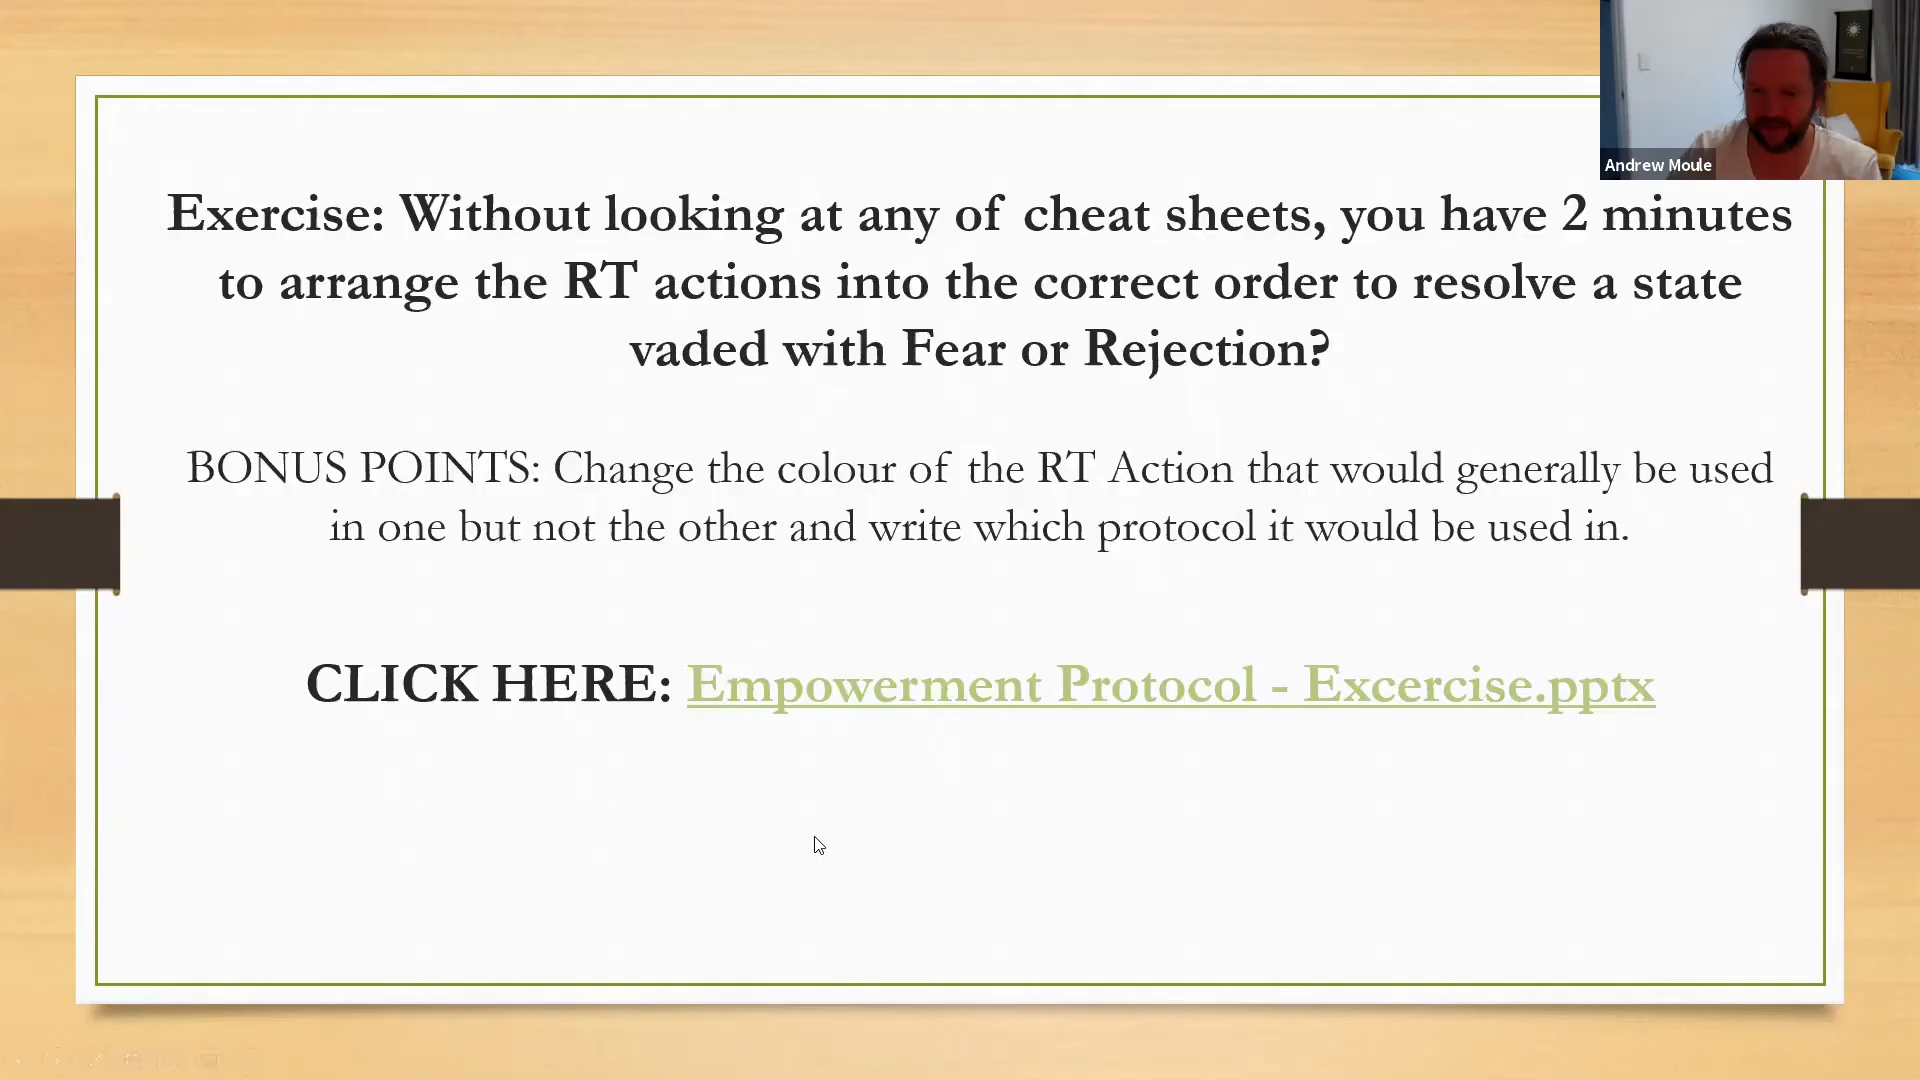 Andrew Moule
Exercise: Without looking at any of cheat sheets, you have 2 minutes
to arrange the RT actions into the correct order to resolve a state
vaded with Fear or Rejection?
BONUS POINTS: Change the colour of the RT Action that would generally be used
in one but not the other and write which protocol it would be used in.
CLICK HERE: Empowerment Protocol - Excercise.pptx